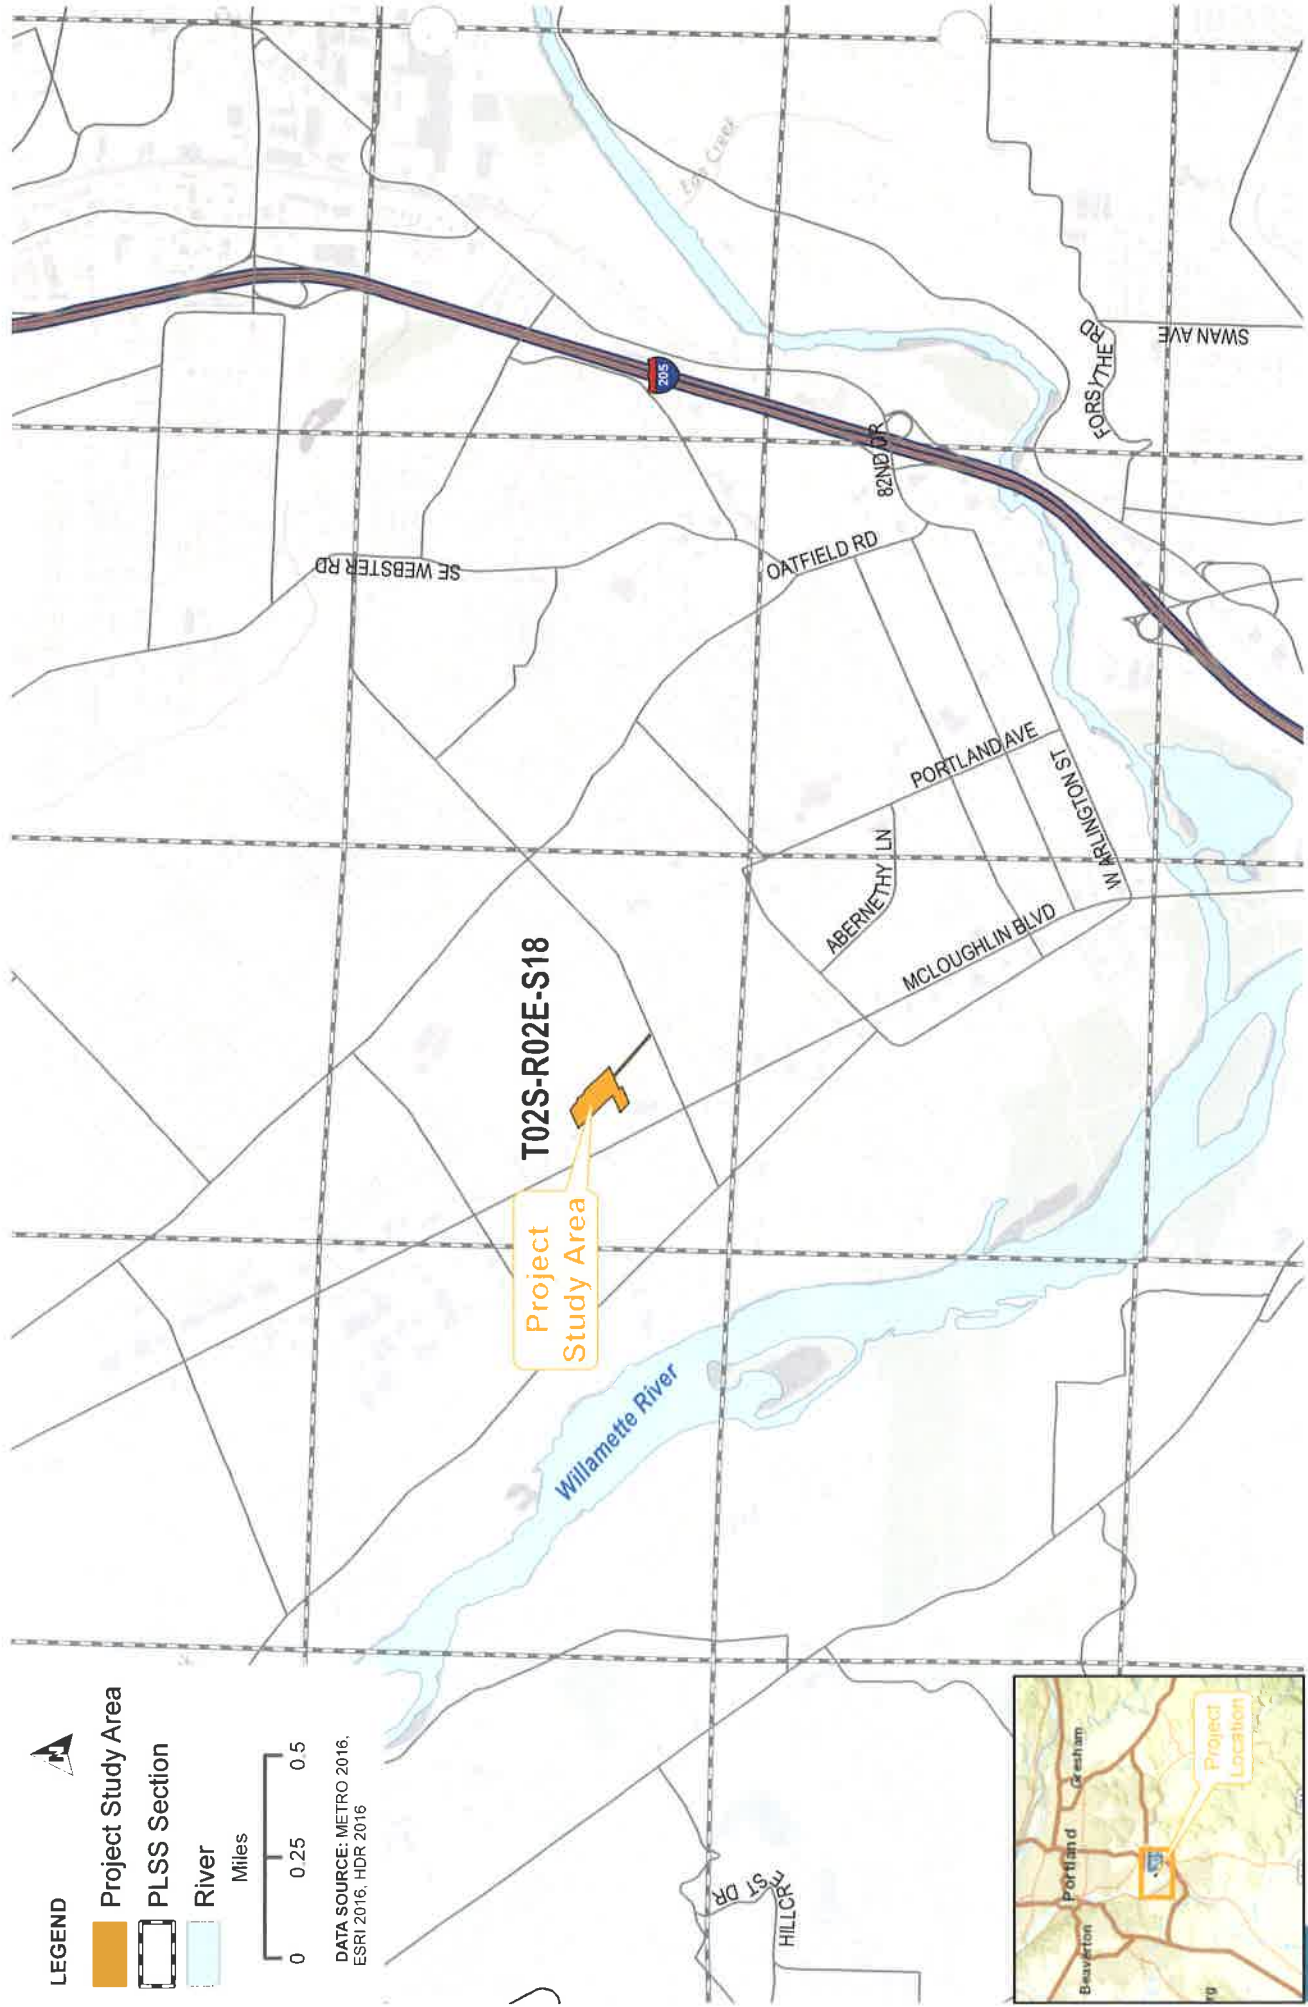 LEGEND
Project Study Area
PLSS Section
River
Miles
0 0.25 0.5
DATA SOURCE: METRO 2016,
ESRI 2016, HDR 2016
N
T02S-R02E-S18
Project
Study Area
Willamette River
SE WEBSTER RD
205
OATFIELD RD
82ND DR
PORTLAND AVE
ABERNETHY LN
W ARLINGTON ST
MCLOUGHLIN BLVD
FORSYTHE RD
SWAN AVE
HILLCREST DR
Beaverton
Portland
Gresham
Project
Location
rg